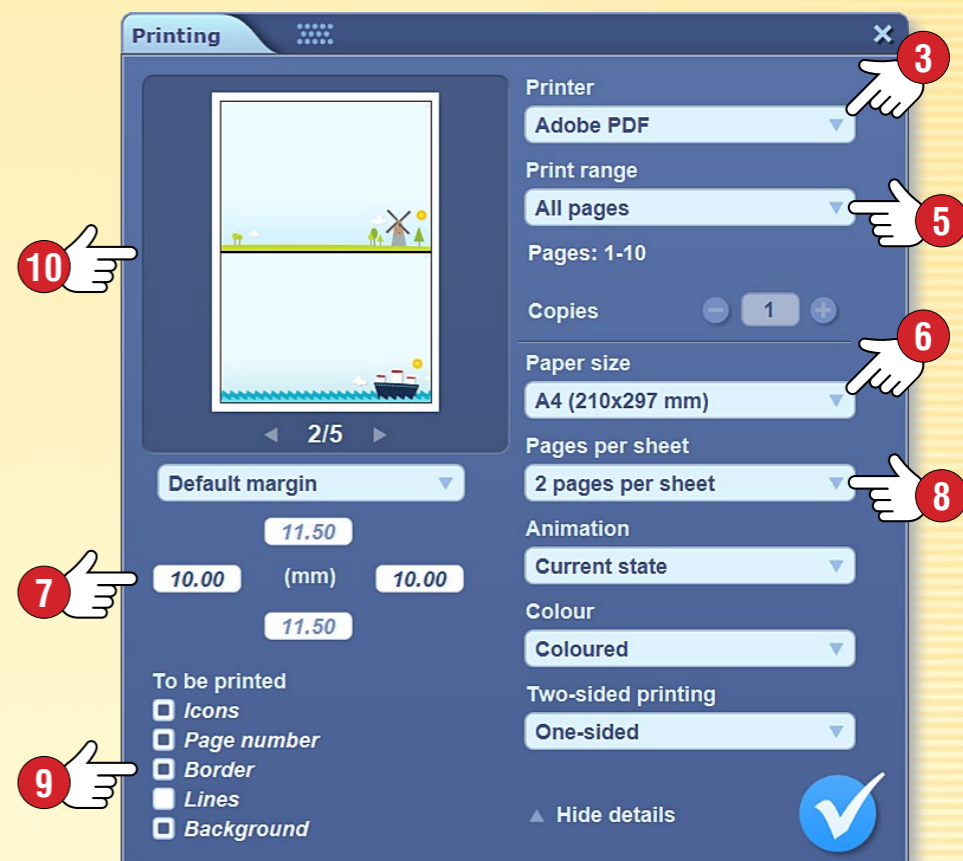 Printing
3
Printer
Adobe PDF
Print range
All pages
5
Pages: 1-10
10
Copies
1
6
Paper size
A4 (210x297 mm)
2/5
Pages per sheet
2 pages per sheet
8
Default margin
11.50
Animation
Current state
7
10.00
(mm)
10.00
11.50
Colour
Coloured
To be printed
Icons
Page number
Border
Lines
Background
9
Two-sided printing
One-sided
Hide details